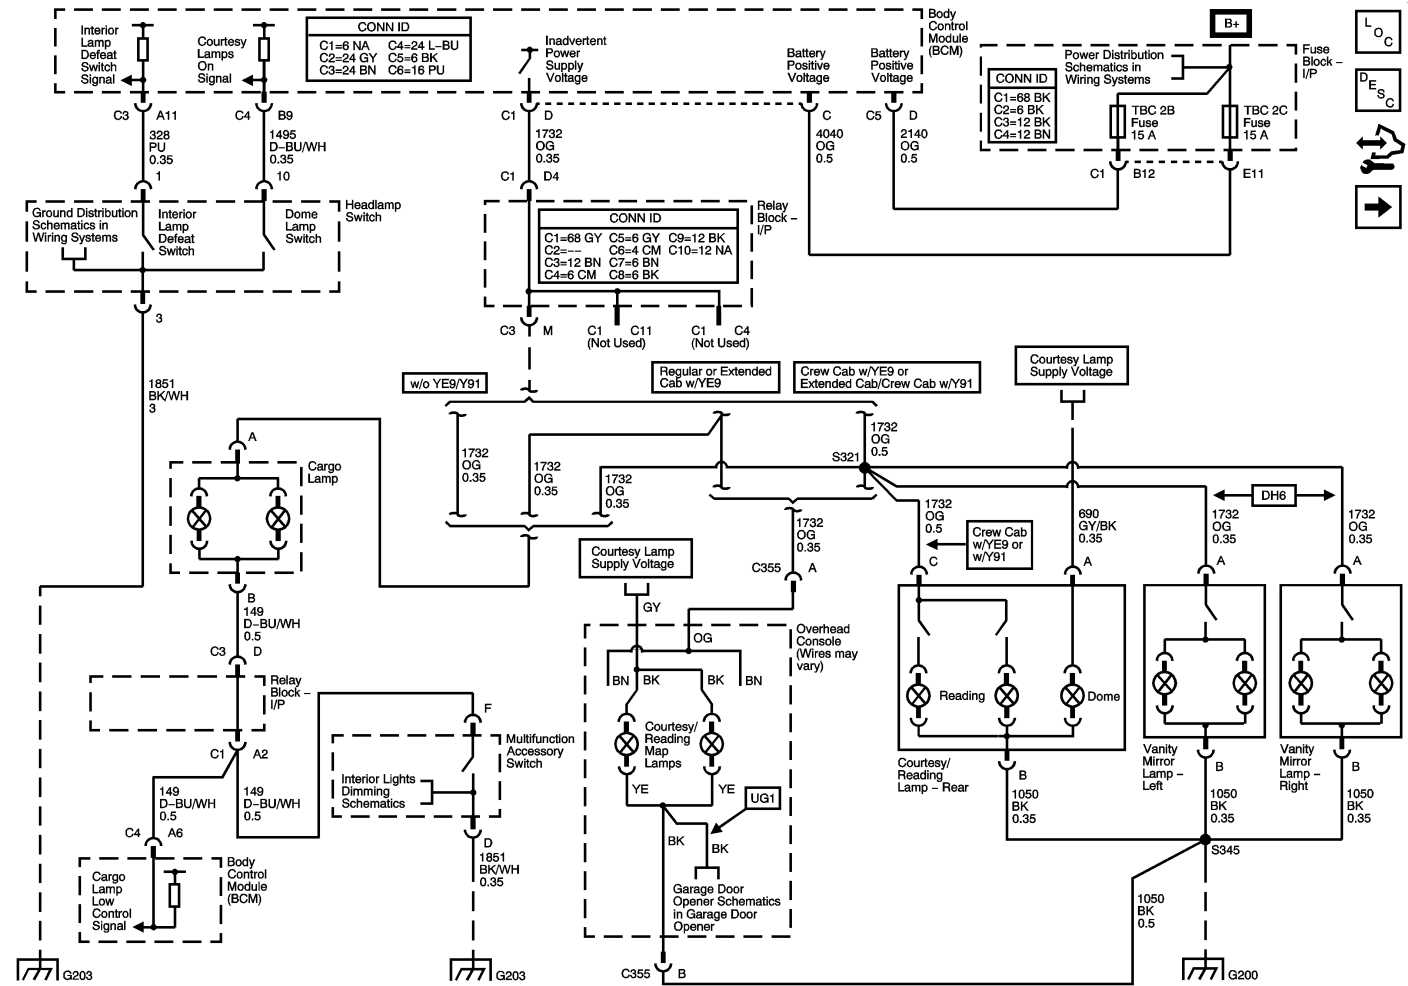 Interior
Lamp
Defeat
Switch
Signal
Courtesy
Lamps
On
Signal
CONN ID
C1=6 NA C4=24 L-BU
C2=24 GY C5=6 BK
C3=24 BN C6=16 PU
Inadvertent
Power
Supply
Voltage
Battery
Positive
Voltage
Battery
Positive
Voltage
Body
Control
Module
(BCM)
B+
Power Distribution
Schematics in
Wiring Systems
CONN ID
C1=68 BK
C2=6 BK
C3=12 BK
C4=12 BN
TBC 2B
Fuse
15 A
TBC 2C
Fuse
15 A
Fuse
Block –
I/P
L
O
C
D
E
S
C
C3 A11
C4 B9
C1 D
C
C5 D
328
PU
0.35
1495
D-BU/WH
0.35
1732
OG
0.35
4040
OG
0.5
2140
OG
0.5
C1 B12
E11
1
10
C1 D4
Ground Distribution
Schematics in
Wiring Systems
Interior
Lamp
Defeat
Switch
Dome
Lamp
Switch
Headlamp
Switch
CONN ID
C1=68 GY C5=6 GY C9=12 BK
C2=-- C6=4 CM C10=12 NA
C3=12 BN C7=6 BN
C4=6 CM C8=6 BK
Relay
Block –
I/P
3
C3 M
C1 C11
(Not Used)
C1 C4
(Not Used)
1851
BK/WH
3
w/o YE9/Y91
Regular or Extended
Cab w/YE9
Crew Cab w/YE9 or
Extended Cab/Crew Cab w/Y91
Courtesy Lamp
Supply Voltage
A
Cargo
Lamp
1732
OG
0.35
1732
OG
0.35
1732
OG
0.35
1732
OG
0.5
S321
1732
OG
0.35
1732
OG
0.5
Crew Cab
w/YE9 or
w/Y91
690
GY/BK
0.35
DH6
1732
OG
0.35
1732
OG
0.35
C355 A
C
A
A
A
Courtesy Lamp
Supply Voltage
GY
OG
Overhead
Console
(Wires may
vary)
BN BK BK BN
Courtesy/
Reading
Map
Lamps
YE YE
UG1
BK BK
Garage Door
Opener Schematics
in Garage Door
Opener
C355 B
B
149
D-BU/WH
0.5
C3 D
Relay
Block –
I/P
C1 A2
149
D-BU/WH
0.5
149
D-BU/WH
0.5
C4 A6
Cargo
Lamp
Low
Control
Signal
Body
Control
Module
(BCM)
F
Multifunction
Accessory
Switch
Interior Lights
Dimming
Schematics
D
1851
BK/WH
0.35
Reading
Dome
Courtesy/
Reading
Lamp – Rear
B
1050
BK
0.35
Vanity
Mirror
Lamp –
Left
B
1050
BK
0.35
Vanity
Mirror
Lamp –
Right
B
1050
BK
0.35
S345
1050
BK
0.5
G203
G203
G200